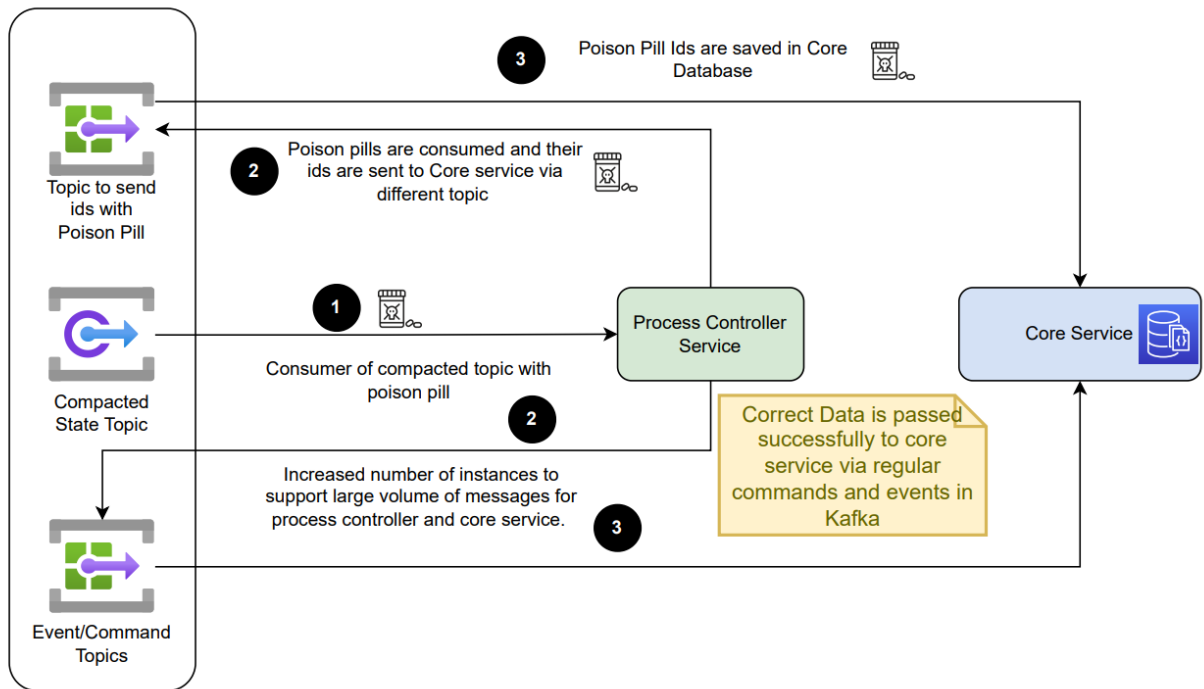 3
Poison Pill Ids are saved in Core
Database
2
Poison pills are consumed and their
ids are sent to Core service via
different topic
Topic to send
ids with
Poison Pill
1
Process Controller
Service
Core Service
Consumer of compacted topic with
poison pill
Compacted
State Topic
2
Correct Data is passed
successfully to core
service via regular
commands and events in
Kafka
Increased number of instances to
support large volume of messages for
process controller and core service.
3
Event/Command
Topics